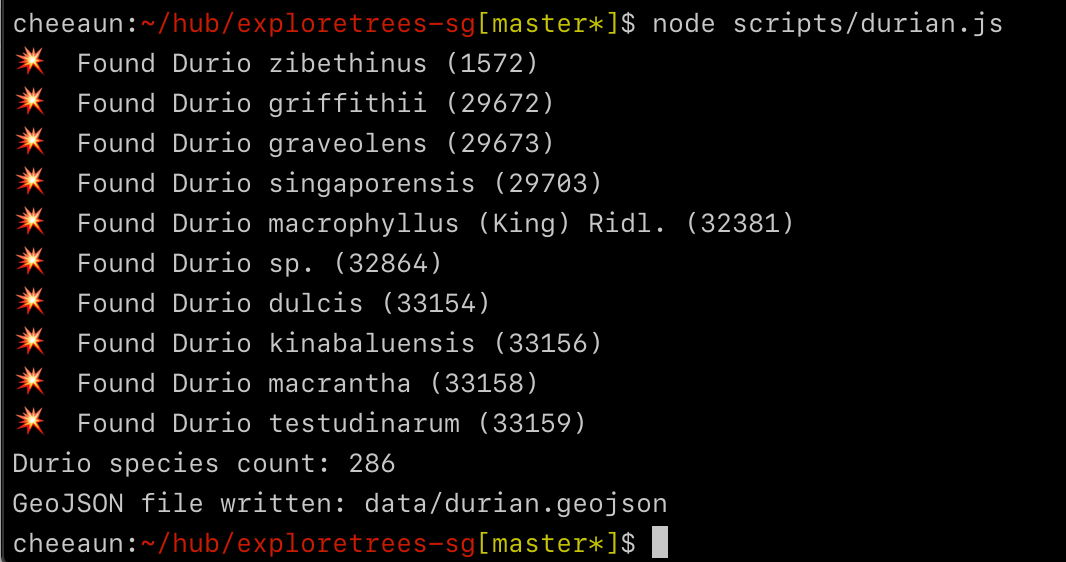 cheeaun:~/hub/exploretrees-sg[master*]$ node scripts/durian.js
💥 Found Durio zibethinus (1572)
💥 Found Durio griffithii (29672)
💥 Found Durio graveolens (29673)
💥 Found Durio singaporensis (29703)
💥 Found Durio macrophyllus (King) Ridl. (32381)
💥 Found Durio sp. (32864)
💥 Found Durio dulcis (33154)
💥 Found Durio kinabaluensis (33156)
💥 Found Durio macrantha (33158)
💥 Found Durio testudinarum (33159)
Durio species count: 286
GeoJSON file written: data/durian.geojson
cheeaun:~/hub/exploretrees-sg[master*]$